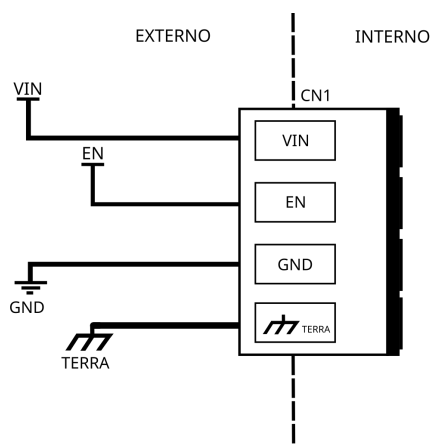 EXTERNO
INTERNO
CN1
VIN
VIN
EN
EN
GND
GND
TERRA
TERRA